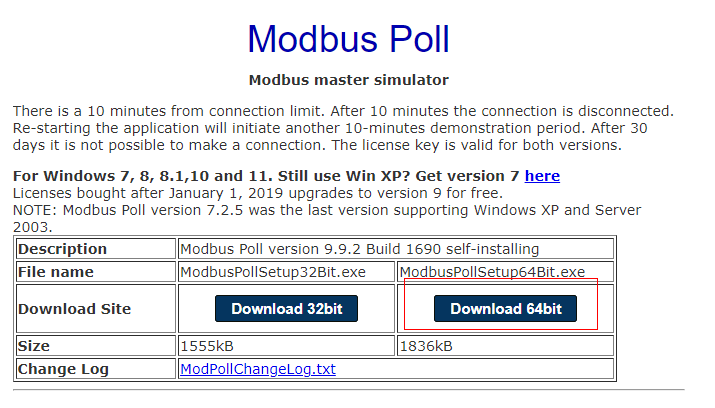 Modbus Poll
Modbus master simulator
There is a 10 minutes from connection limit. After 10 minutes the connection is disconnected.
Re-starting the application will initiate another 10-minutes demonstration period. After 30
days it is not possible to make a connection. The license key is valid for both versions.
For Windows 7, 8, 8.1,10 and 11. Still use Win XP? Get version 7 here
Licenses bought after January 1, 2019 upgrades to version 9 for free.
NOTE: Modbus Poll version 7.2.5 was the last version supporting Windows XP and Server
2003.
Description Modbus Poll version 9.9.2 Build 1690 self-installing
File name ModbusPollSetup32Bit.exe ModbusPollSetup64Bit.exe
Download Site Download 32bit Download 64bit
Size 1555kB 1836kB
Change Log ModPollChangeLog.txt